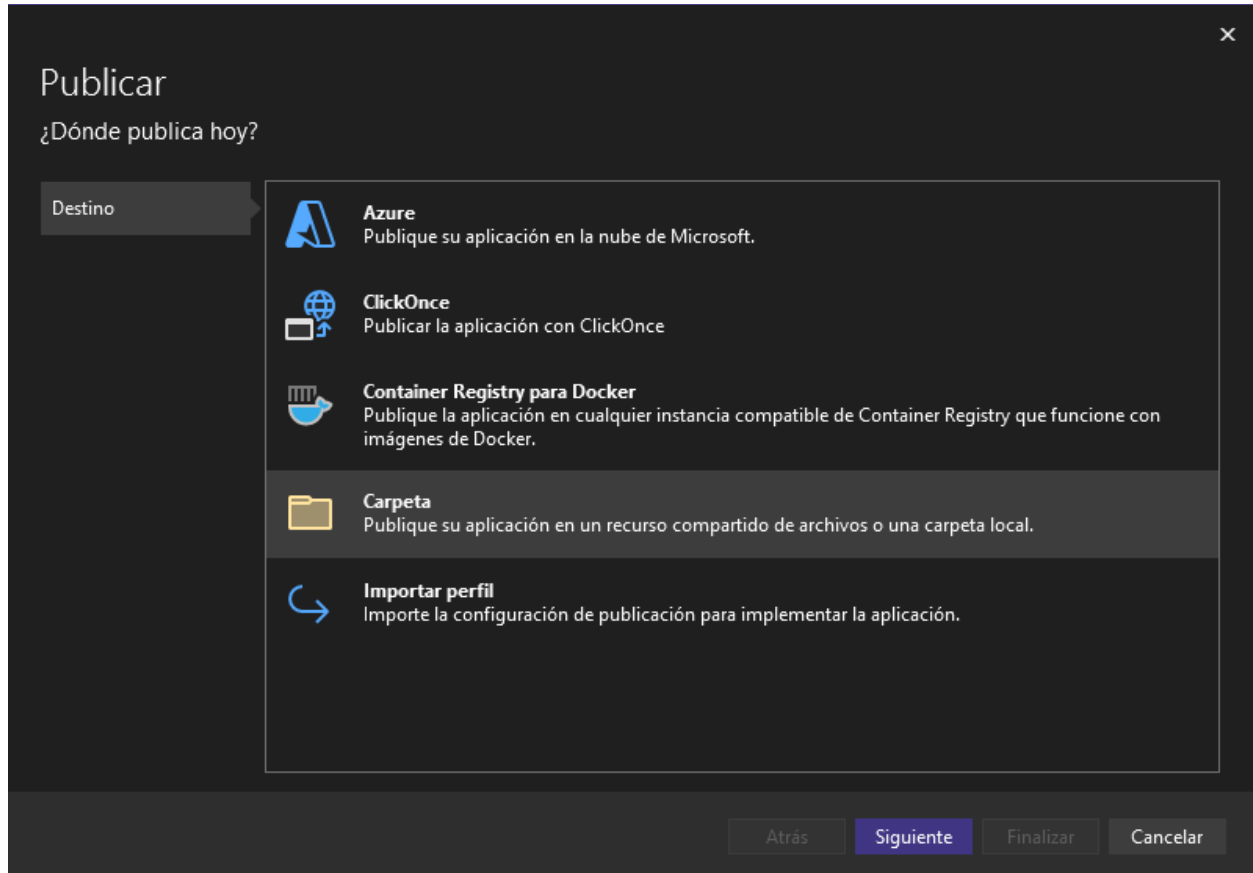 Publicar
¿Dónde publica hoy?
Destino
Azure
Publique su aplicación en la nube de Microsoft.
ClickOnce
Publicar la aplicación con ClickOnce
Container Registry para Docker
Publique la aplicación en cualquier instancia compatible de Container Registry que funcione con
imágenes de Docker.
Carpeta
Publique su aplicación en un recurso compartido de archivos o una carpeta local.
Importar perfil
Importe la configuración de publicación para implementar la aplicación.
Atrás Siguiente Finalizar Cancelar